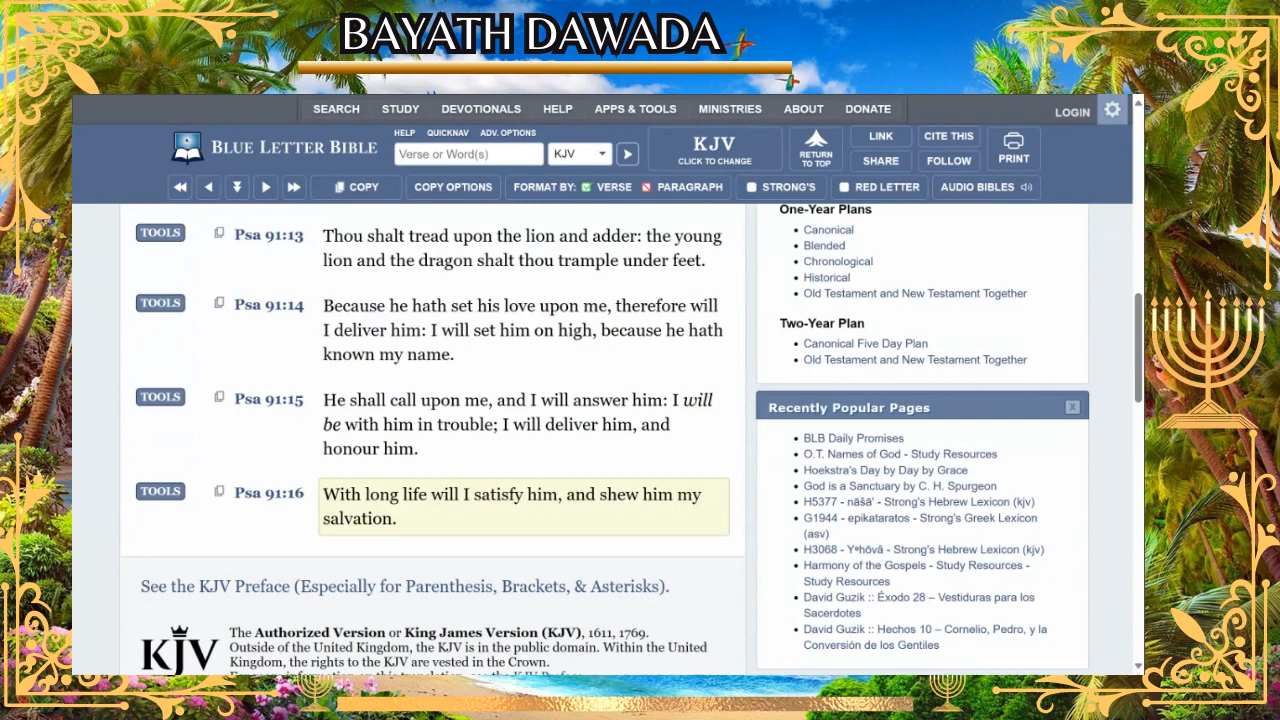 BAYATH DAWADA
SEARCH STUDY DEVOTIONALS HELP APPS & TOOLS MINISTRIES ABOUT DONATE LOGIN
HELP QUICKNAV ADV. OPTIONS
BLUE LETTER BIBLE
Verse or Word(s) KJV
KJV
CLICK TO CHANGE
RETURN
TO TOP
LINK CITE THIS
SHARE FOLLOW
PRINT
COPY COPY OPTIONS FORMAT BY: VERSE PARAGRAPH STRONG'S RED LETTER AUDIO BIBLES
TOOLS Psa 91:13 Thou shalt tread upon the lion and adder: the young
lion and the dragon shalt thou trample under feet.
TOOLS Psa 91:14 Because he hath set his love upon me, therefore will
I deliver him: I will set him on high, because he hath
known my name.
TOOLS Psa 91:15 He shall call upon me, and I will answer him: I will
be with him in trouble; I will deliver him, and
honour him.
TOOLS Psa 91:16 With long life will I satisfy him, and shew him my
salvation.
See the KJV Preface (Especially for Parenthesis, Brackets, & Asterisks).
KJV
The Authorized Version or King James Version (KJV), 1611, 1769.
Outside of the United Kingdom, the KJV is in the public domain. Within the United
Kingdom, the rights to the KJV are vested in the Crown.
One-Year Plans
• Canonical
• Blended
• Chronological
• Historical
• Old Testament and New Testament Together
Two-Year Plan
• Canonical Five Day Plan
• Old Testament and New Testament Together
Recently Popular Pages X
• BLB Daily Promises
• O.T. Names of God - Study Resources
• Hoekstra's Day by Day by Grace
• God is a Sanctuary by C. H. Spurgeon
• H5377 - nāšā' - Strong's Hebrew Lexicon (kjv)
• G1944 - epikataratos - Strong's Greek Lexicon
(asv)
• H3068 - Yᵊhōvâ - Strong's Hebrew Lexicon (kjv)
• Harmony of the Gospels - Study Resources -
Study Resources
• David Guzik :: Éxodo 28 – Vestiduras para los
Sacerdotes
• David Guzik :: Hechos 10 – Cornelio, Pedro, y la
Conversión de los Gentiles